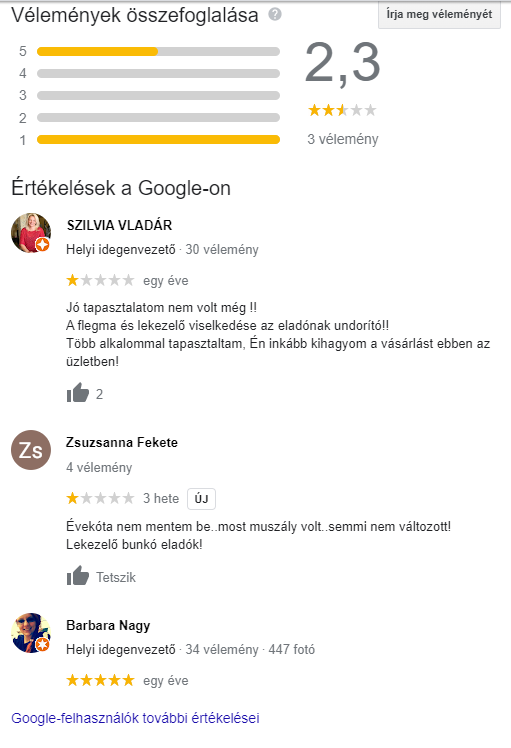 Vélemények összefoglalása
Írja meg véleményét
5
4
3
2
1
2,3
3 vélemény
Értékelések a Google-on
SZILVIA VLADÁR
Helyi idegenvezető · 30 vélemény
egy éve
Jó tapasztalatom nem volt még !!
A flegma és lekezelő viselkedése az eladónak undorító!!
Több alkalommal tapasztaltam, Én inkább kihagyom a vásárlást ebben az
üzletben!
2
Zs
Zsuzsanna Fekete
4 vélemény
3 hete ÚJ
Évekóta nem mentem be..most muszály volt..semmi nem változott!
Lekezelő bunkó eladók!
Tetszik
Barbara Nagy
Helyi idegenvezető · 34 vélemény · 447 fotó
egy éve
Google-felhasználók további értékelései